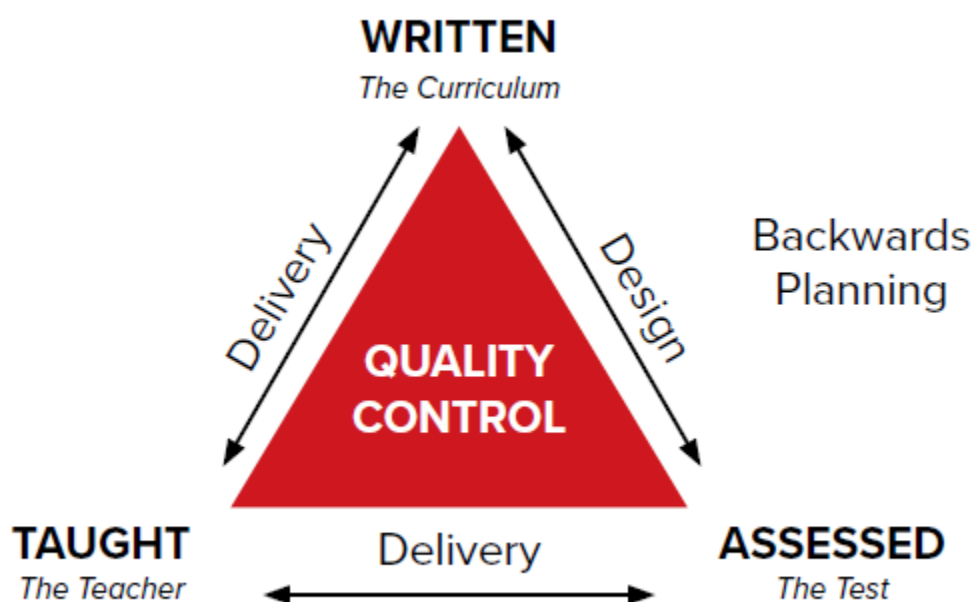 WRITTEN
The Curriculum
Delivery
Design
Backwards
Planning
QUALITY
CONTROL
TAUGHT
The Teacher
Delivery
ASSESSED
The Test